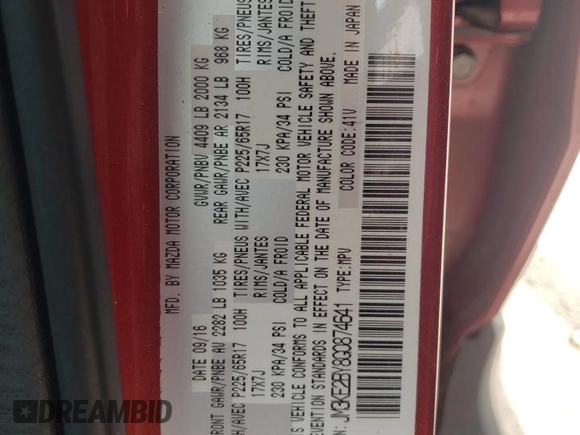 MFD. BY MAZDA MOTOR CORPORATION
DATE 09/16 GVWR/PNBV 4409 LB 2000 KG
FRONT GAWR/PNBE AV 2282 LB 1035 KG REAR GAWR/PNBE AR 2134 LB 968 KG
H/AVEC P225/65R17 100H TIRES/PNEUS WITH/AVEC P225/65R17 100H TIRES/PNEUS
17X7J RIMS/JANTES 17X7J RIMS/JANTES
230 KPA/34 PSI COLD/A FROID 230 KPA/34 PSI COLD/A FROID
S VEHICLE CONFORMS TO ALL APPLICABLE FEDERAL MOTOR VEHICLE SAFETY AND THEFT
VENTION STANDARDS IN EFFECT ON THE DATE OF MANUFACTURE SHOWN ABOVE.
JM3KE2BY8G0874641 TYPE:MPV COLOR CODE:41V MADE IN JAPAN
© AUTOBIDCAR